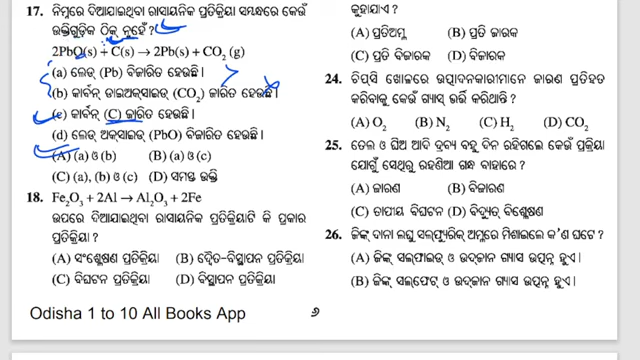 17. ନିମ୍ନରେ ଦିଆଯାଇଥିବା ରାସାୟନିକ ପ୍ରତିକ୍ରିୟା ସମ୍ବନ୍ଧରେ କେଉଁ
ଉକ୍ତିଗୁଡ଼ିକ ଠିକ୍ ନୁହେଁ ?
2PbO(s) + C(s) → 2Pb(s) + CO₂ (g)
(a) ଲେଡ୍ (Pb) ବିଜାରିତ ହେଉଛି ।
(b) କାର୍ବନ୍ ଡାଇଅକ୍ସାଇଡ୍ (CO₂) ଜାରିତ ହେଉଛି ।
(c) କାର୍ବନ୍ (C) ଜାରିତ ହେଉଛି ।
(d) ଲେଡ୍ ଅକ୍ସାଇଡ୍ (PbO) ବିଜାରିତ ହେଉଛି ।
(A) (a) ଓ (b) (B) (a) ଓ (c)
(C) (a), (b) ଓ (c) (D) ସମସ୍ତ ଉକ୍ତି
18. Fe₂O₃ + 2Al → Al₂O₃ + 2Fe
ଉପରେ ଦିଆଯାଇଥିବା ରାସାୟନିକ ପ୍ରତିକ୍ରିୟାଟି କି ପ୍ରକାର
ପ୍ରତିକ୍ରିୟା ?
(A) ସଂଶ୍ଳେଷଣ ପ୍ରତିକ୍ରିୟା (B) ଦ୍ୱୈତ-ବିସ୍ଥାପନ ପ୍ରତିକ୍ରିୟା
(C) ବିଘଟନ ପ୍ରତିକ୍ରିୟା (D) ବିସ୍ଥାପନ ପ୍ରତିକ୍ରିୟା
କୁହାଯାଏ ?
(A) ପ୍ରତିଅମ୍ଳ (B) ପ୍ରତି ଜାରକ
(C) ପ୍ରତି ବିଜାରକ (D) ବିଜାରକ
24. ଚିପ୍ସି ଖୋଳରେ ଉତ୍ପାଦନକାରୀମାନେ ଜାରଣ ପ୍ରତିହତ
କରିବାକୁ କେଉଁ ଗ୍ୟାସ୍ ଭର୍ତ୍ତି କରିଥାନ୍ତି ?
(A) O₂ (B) N₂ (C) H₂ (D) CO₂
25. ତେଲ ଓ ଘିଅ ଆଦି ଦ୍ରବ୍ୟ ବହୁ ଦିନ ରହିଗଲେ କେଉଁ ପ୍ରକ୍ରିୟା
ଯୋଗୁଁ ସେଥିରୁ ରହଣିଆ ଗନ୍ଧ ବାହାରେ ?
(A) ଜାରଣ (B) ବିଜାରଣ
(C) ତାପୀୟ ବିଘଟନ (D) ବିଦ୍ୟୁତ୍ ବିଶ୍ଳେଷଣ
26. ଜିଙ୍କ୍ ଦାନା ଲଘୁ ସଲ୍‌ଫ୍ୟୁରିକ୍ ଅମ୍ଳରେ ମିଶାଇଲେ କ'ଣ ଘଟେ ?
(A) ଜିଙ୍କ୍ ସଲ୍‌ଫାଇଡ୍ ଓ ଉଦ୍‌ଜାନ ଗ୍ୟାସ ଉତ୍ପନ୍ନ ହୁଏ ।
(B) ଜିଙ୍କ୍ ସଲ୍‌ଫେଟ୍ ଓ ଉଦ୍‌ଜାନ ଗ୍ୟାସ ଉତ୍ପନ୍ନ ହୁଏ ।
Odisha 1 to 10 All Books App
୬